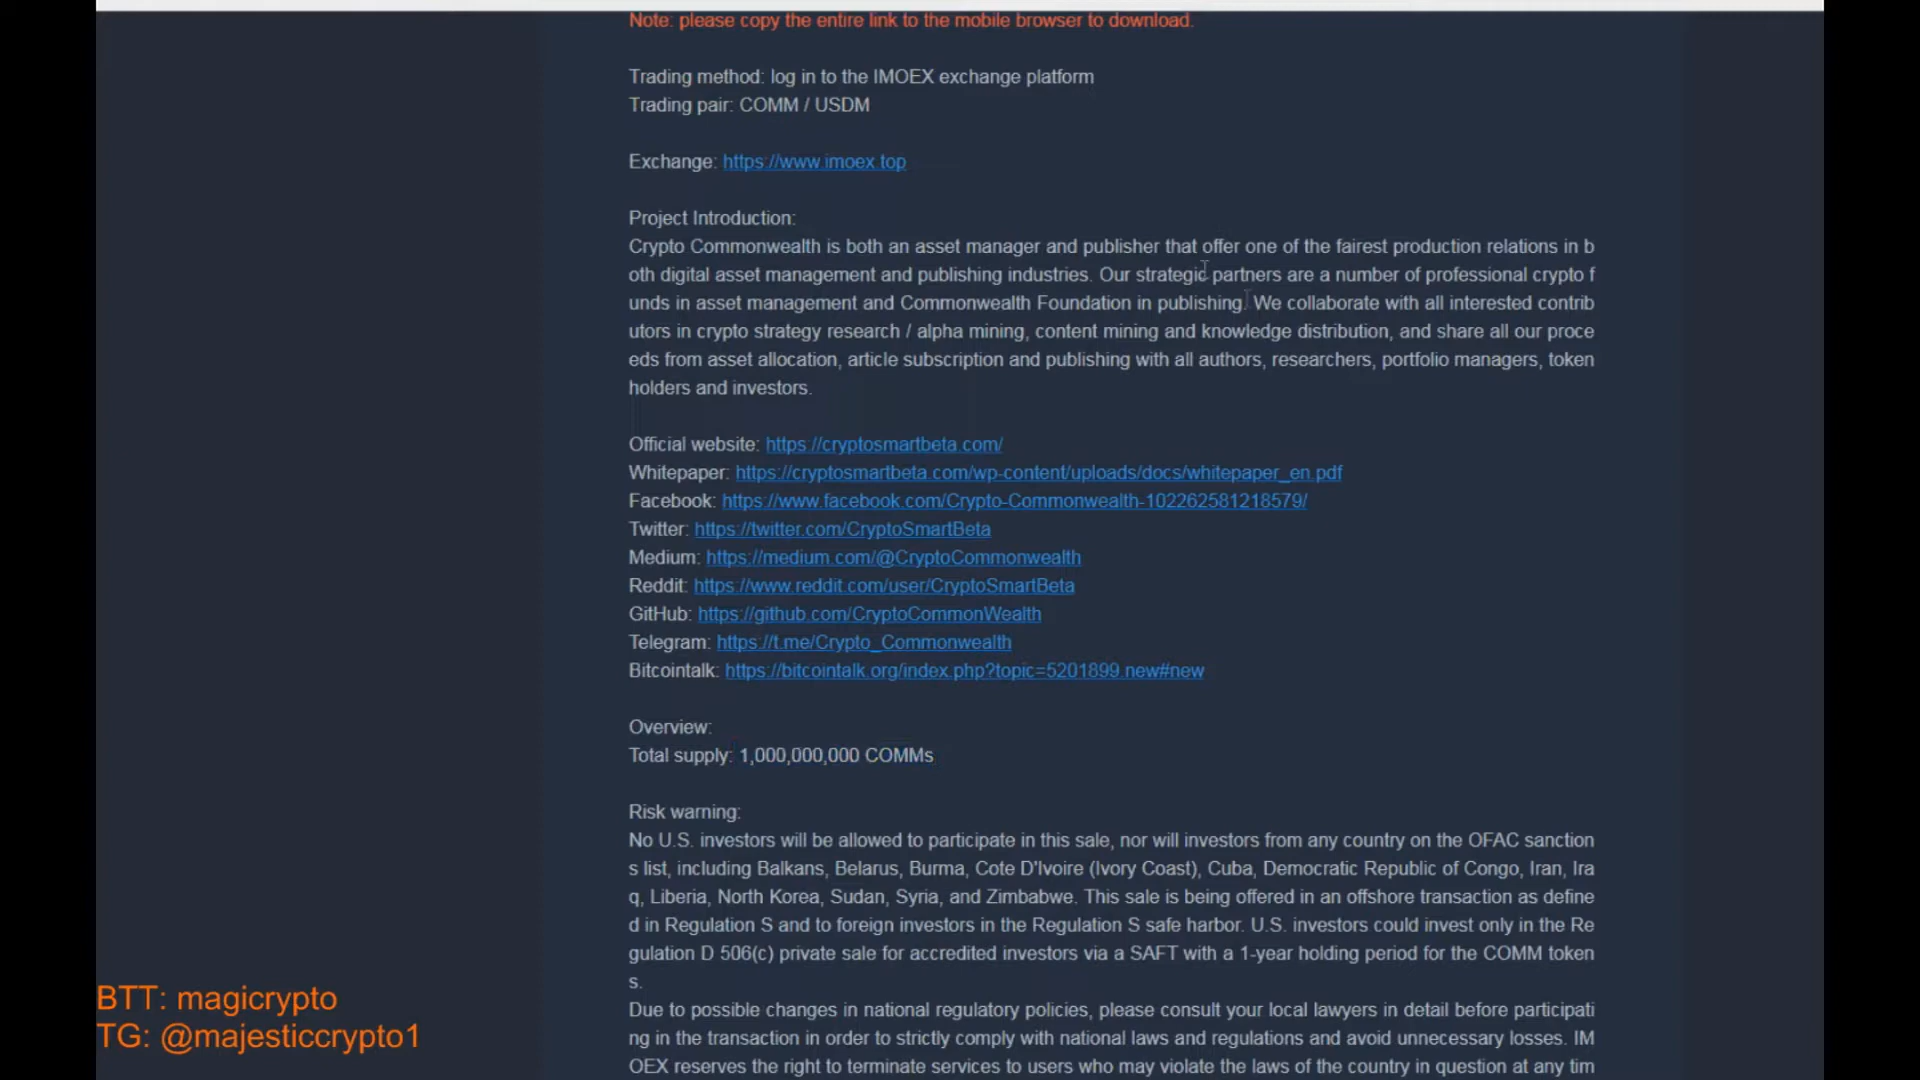 Note: please copy the entire link to the mobile browser to download.
Trading method: log in to the IMOEX exchange platform
Trading pair: COMM / USDM
Exchange: https://www.imoex.top
Project Introduction:
Crypto Commonwealth is both an asset manager and publisher that offer one of the fairest production relations in b
oth digital asset management and publishing industries. Our strategic partners are a number of professional crypto f
unds in asset management and Commonwealth Foundation in publishing. We collaborate with all interested contrib
utors in crypto strategy research / alpha mining, content mining and knowledge distribution, and share all our proce
eds from asset allocation, article subscription and publishing with all authors, researchers, portfolio managers, token
holders and investors.
Official website: https://cryptosmartbeta.com/
Whitepaper: https://cryptosmartbeta.com/wp-content/uploads/docs/whitepaper_en.pdf
Facebook: https://www.facebook.com/Crypto-Commonwealth-102262581218579/
Twitter: https://twitter.com/CryptoSmartBeta
Medium: https://medium.com/@CryptoCommonwealth
Reddit: https://www.reddit.com/user/CryptoSmartBeta
GitHub: https://github.com/CryptoCommonWealth
Telegram: https://t.me/Crypto_Commonwealth
Bitcointalk: https://bitcointalk.org/index.php?topic=5201899.new#new
Overview:
Total supply: 1,000,000,000 COMMs
Risk warning:
No U.S. investors will be allowed to participate in this sale, nor will investors from any country on the OFAC sanction
s list, including Balkans, Belarus, Burma, Cote D'Ivoire (Ivory Coast), Cuba, Democratic Republic of Congo, Iran, Ira
q, Liberia, North Korea, Sudan, Syria, and Zimbabwe. This sale is being offered in an offshore transaction as define
d in Regulation S and to foreign investors in the Regulation S safe harbor. U.S. investors could invest only in the Re
gulation D 506(c) private sale for accredited investors via a SAFT with a 1-year holding period for the COMM token
s.
Due to possible changes in national regulatory policies, please consult your local lawyers in detail before participati
ng in the transaction in order to strictly comply with national laws and regulations and avoid unnecessary losses. IM
OEX reserves the right to terminate services to users who may violate the laws of the country in question at any tim
BTT: magicrypto
TG: @majesticcrypto1